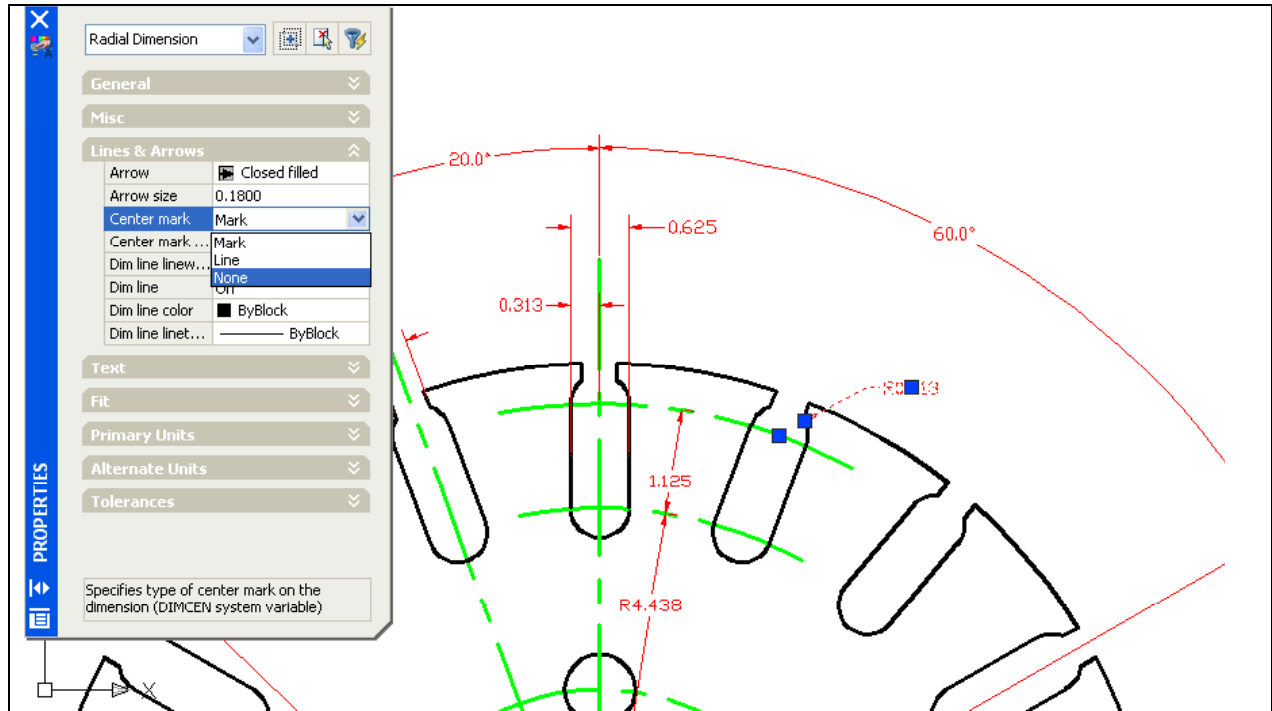 Radial Dimension
General
Misc
Lines & Arrows
Arrow Closed filled
Arrow size 0.1800
Center mark Mark
Center mark ... Mark
Line
Dim line linew...
None
Dim line
Dim line color ByBlock
Dim line linet... ByBlock
Text
Fit
Primary Units
Alternate Units
Tolerances
PROPERTIES
Specifies type of center mark on the
dimension (DIMCEN system variable)
20.0°
0.625
60.0°
0.313
1.125
R4.438
X